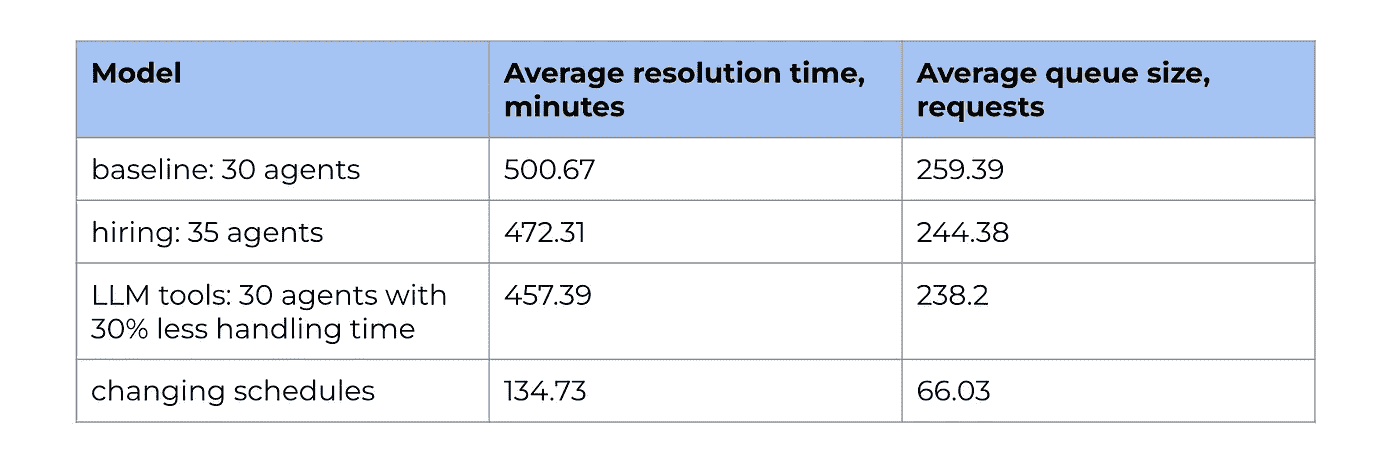 Model
Average resolution time,
minutes
Average queue size,
requests
baseline: 30 agents
500.67
259.39
hiring: 35 agents
472.31
244.38
LLM tools: 30 agents with
30% less handling time
457.39
238.2
changing schedules
134.73
66.03